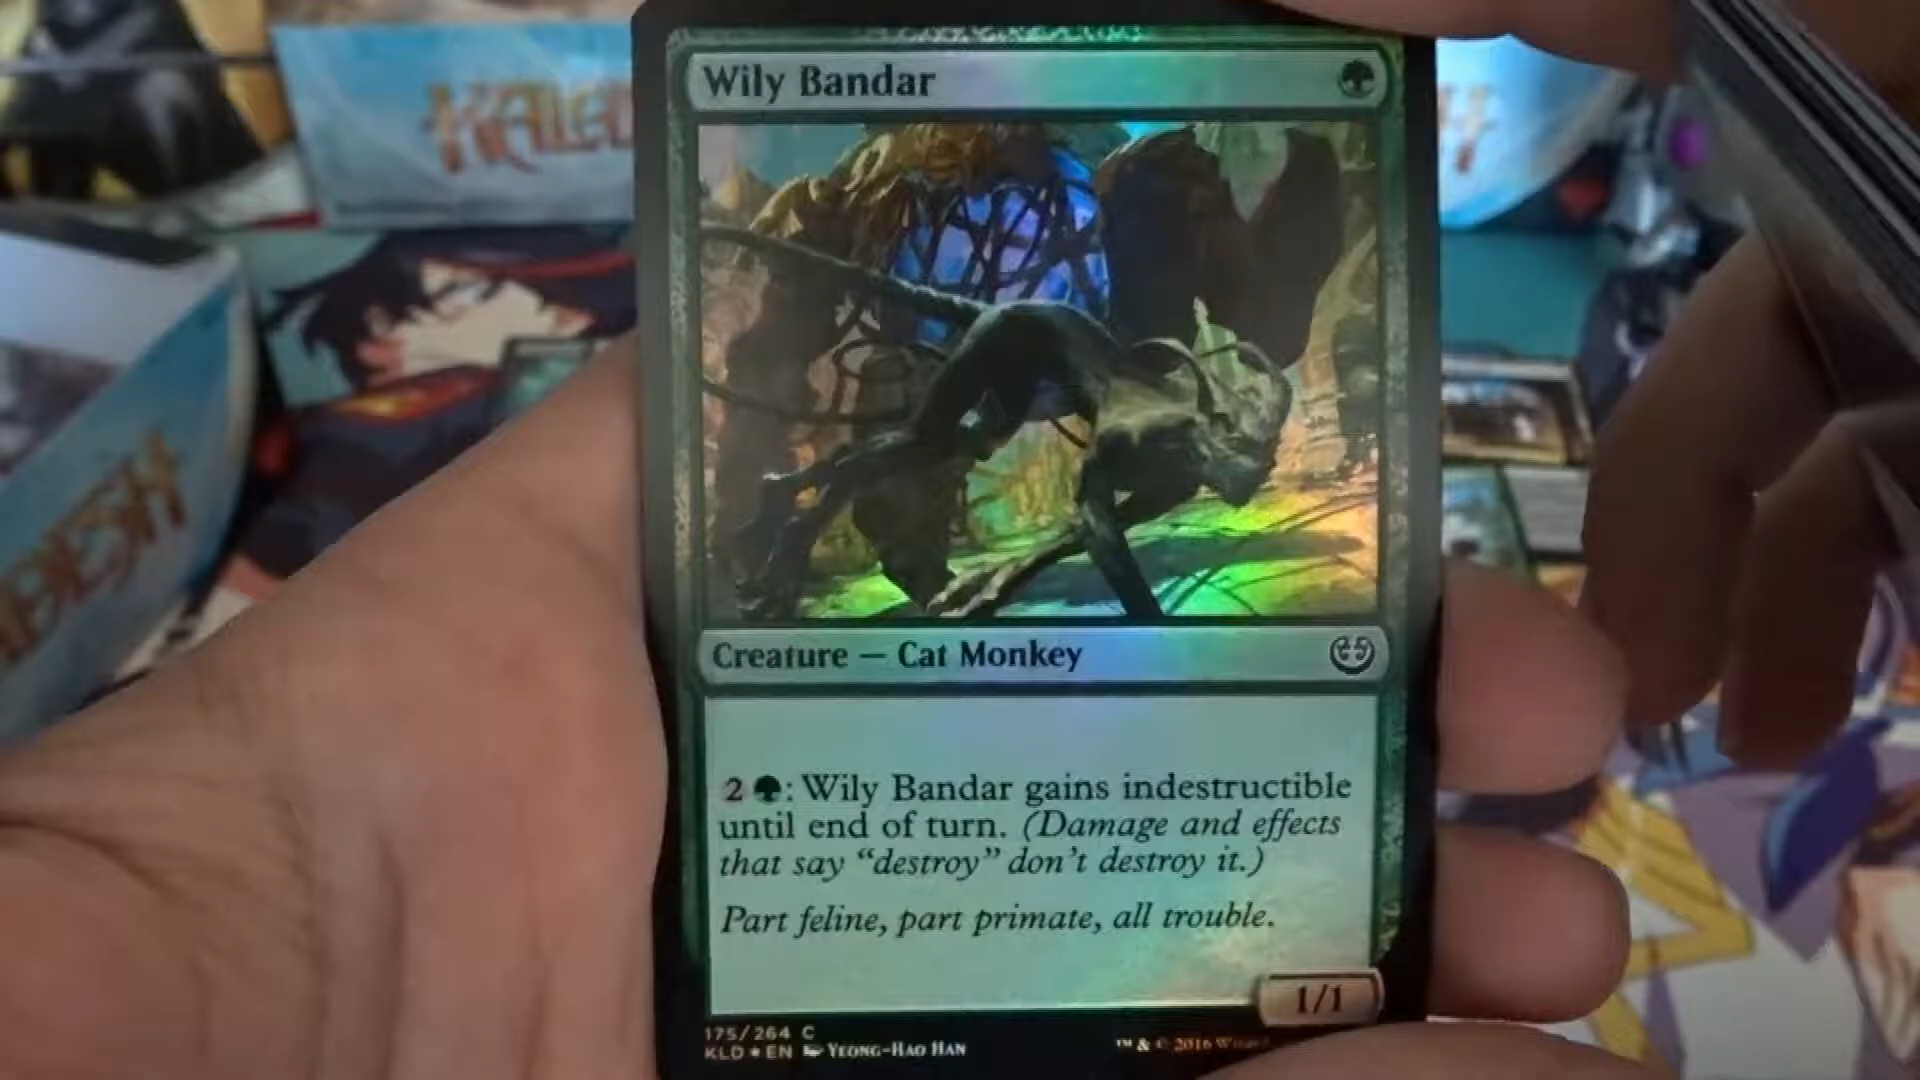 Wily Bandar
Creature — Cat Monkey
2 : Wily Bandar gains indestructible
until end of turn. (Damage and effects
that say “destroy” don’t destroy it.)
Part feline, part primate, all trouble.
1/1
175/264 C
KLD★EN Yeong-Hao Han
™ & © 2016